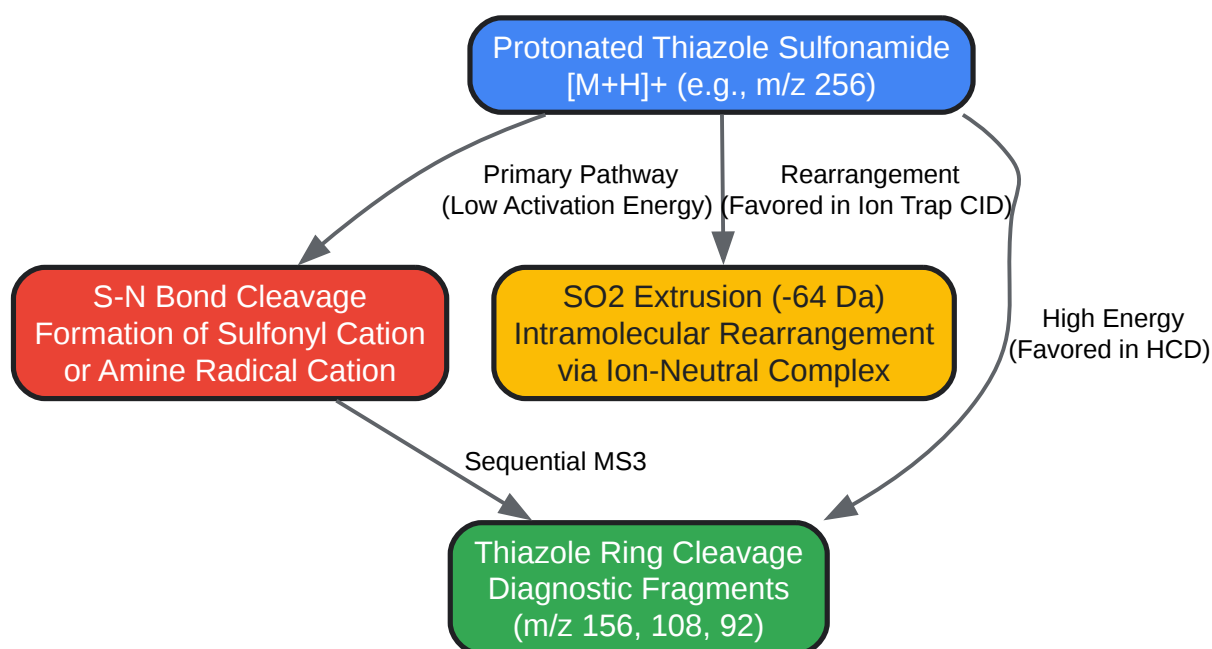 Protonated Thiazole Sulfonamide
[M+H]+ (e.g., m/z 256)
Primary Pathway
(Low Activation Energy)
Rearrangement
(Favored in Ion Trap CID)
S-N Bond Cleavage
Formation of Sulfonyl Cation
or Amine Radical Cation
SO2 Extrusion (-64 Da)
Intramolecular Rearrangement
via Ion-Neutral Complex
High Energy
(Favored in HCD)
Sequential MS3
Thiazole Ring Cleavage
Diagnostic Fragments
(m/z 156, 108, 92)